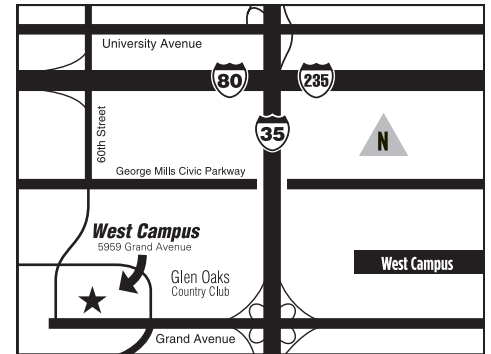 University Avenue
80
235
60th Street
35
N
George Mills Civic Parkway
West Campus
5959 Grand Avenue
Glen Oaks
Country Club
West Campus
Grand Avenue